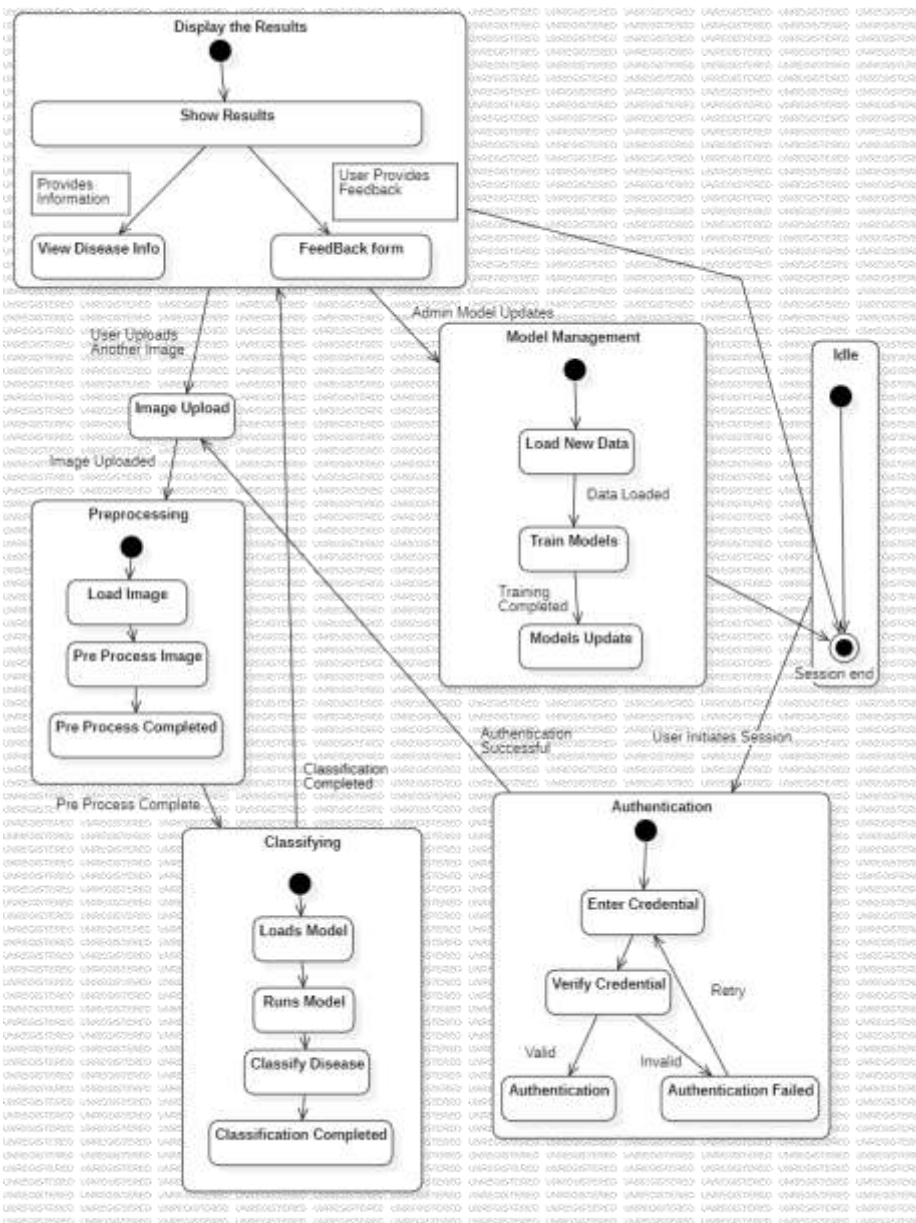 Display the Results
Show Results
Provides
Information
User Provides
Feedback
View Disease Info
FeedBack form
User Uploads
Another Image
Admin Model Updates
Model Management
Idle
Image Upload
Load New Data
Image Uploaded
Data Loaded
Preprocessing
Train Models
Load Image
Training
Completed
Pre Process Image
Models Update
Session end
Pre Process Completed
Authentication
Successful
User Initiates Session
Classification
Completed
Pre Process Complete
Authentication
Classifying
Enter Credential
Loads Model
Verify Credential
Retry
Runs Model
Valid
Invalid
Classify Disease
Authentication
Authentication Failed
Classification Completed
UNREGISTERED